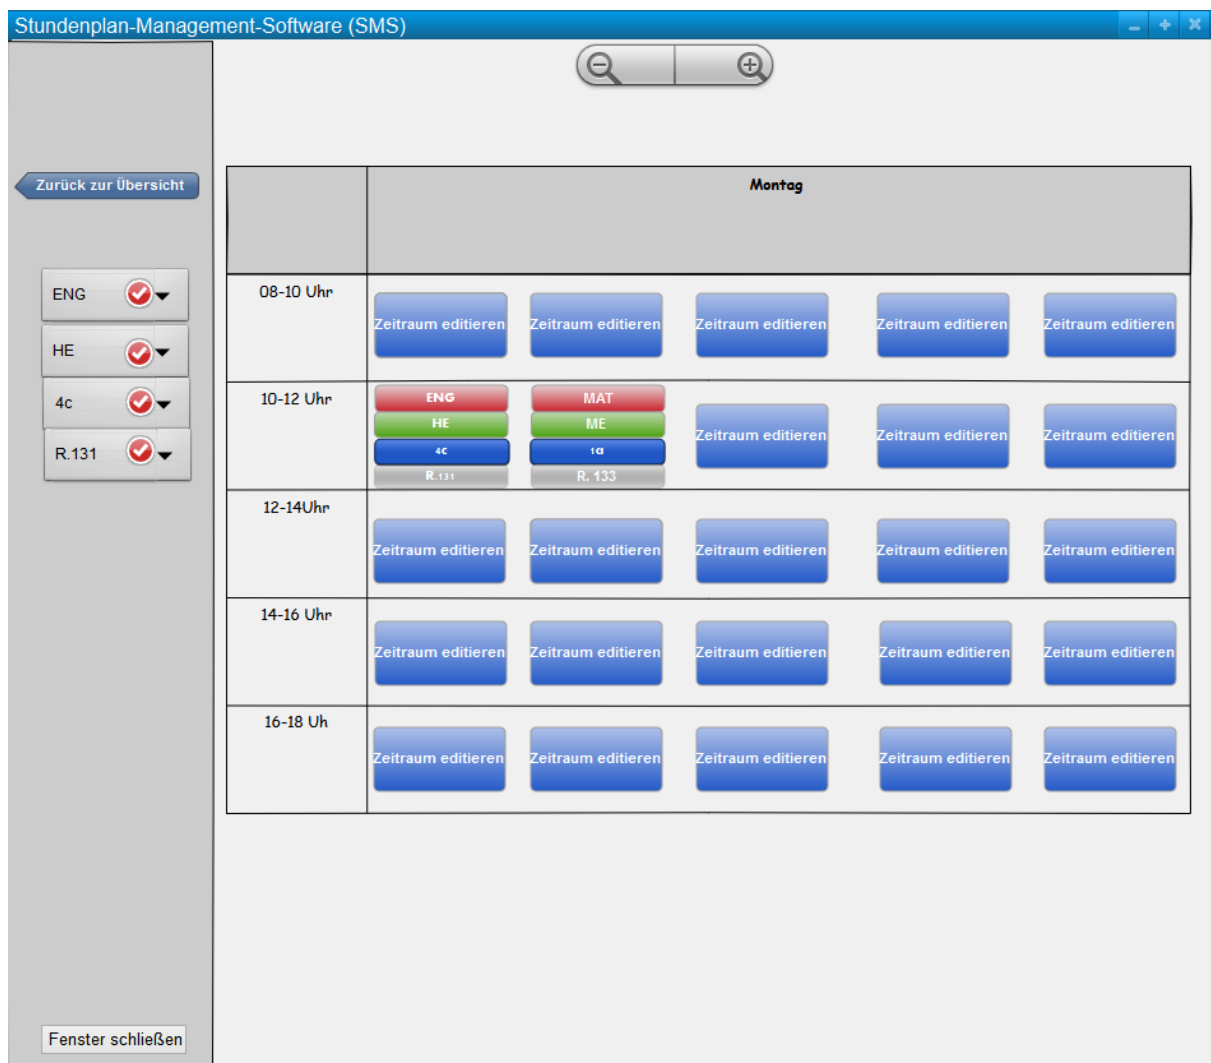 Stundenplan-Management-Software (SMS)
Zurück zur Übersicht
ENG
HE
4c
R.131
Fenster schließen
Montag
08-10 Uhr
Zeitraum editieren Zeitraum editieren Zeitraum editieren Zeitraum editieren Zeitraum editieren
10-12 Uhr
ENG MAT
HE ME
4c 1a
R.131 R. 133
Zeitraum editieren Zeitraum editieren Zeitraum editieren
12-14Uhr
Zeitraum editieren Zeitraum editieren Zeitraum editieren Zeitraum editieren Zeitraum editieren
14-16 Uhr
Zeitraum editieren Zeitraum editieren Zeitraum editieren Zeitraum editieren Zeitraum editieren
16-18 Uh
Zeitraum editieren Zeitraum editieren Zeitraum editieren Zeitraum editieren Zeitraum editieren